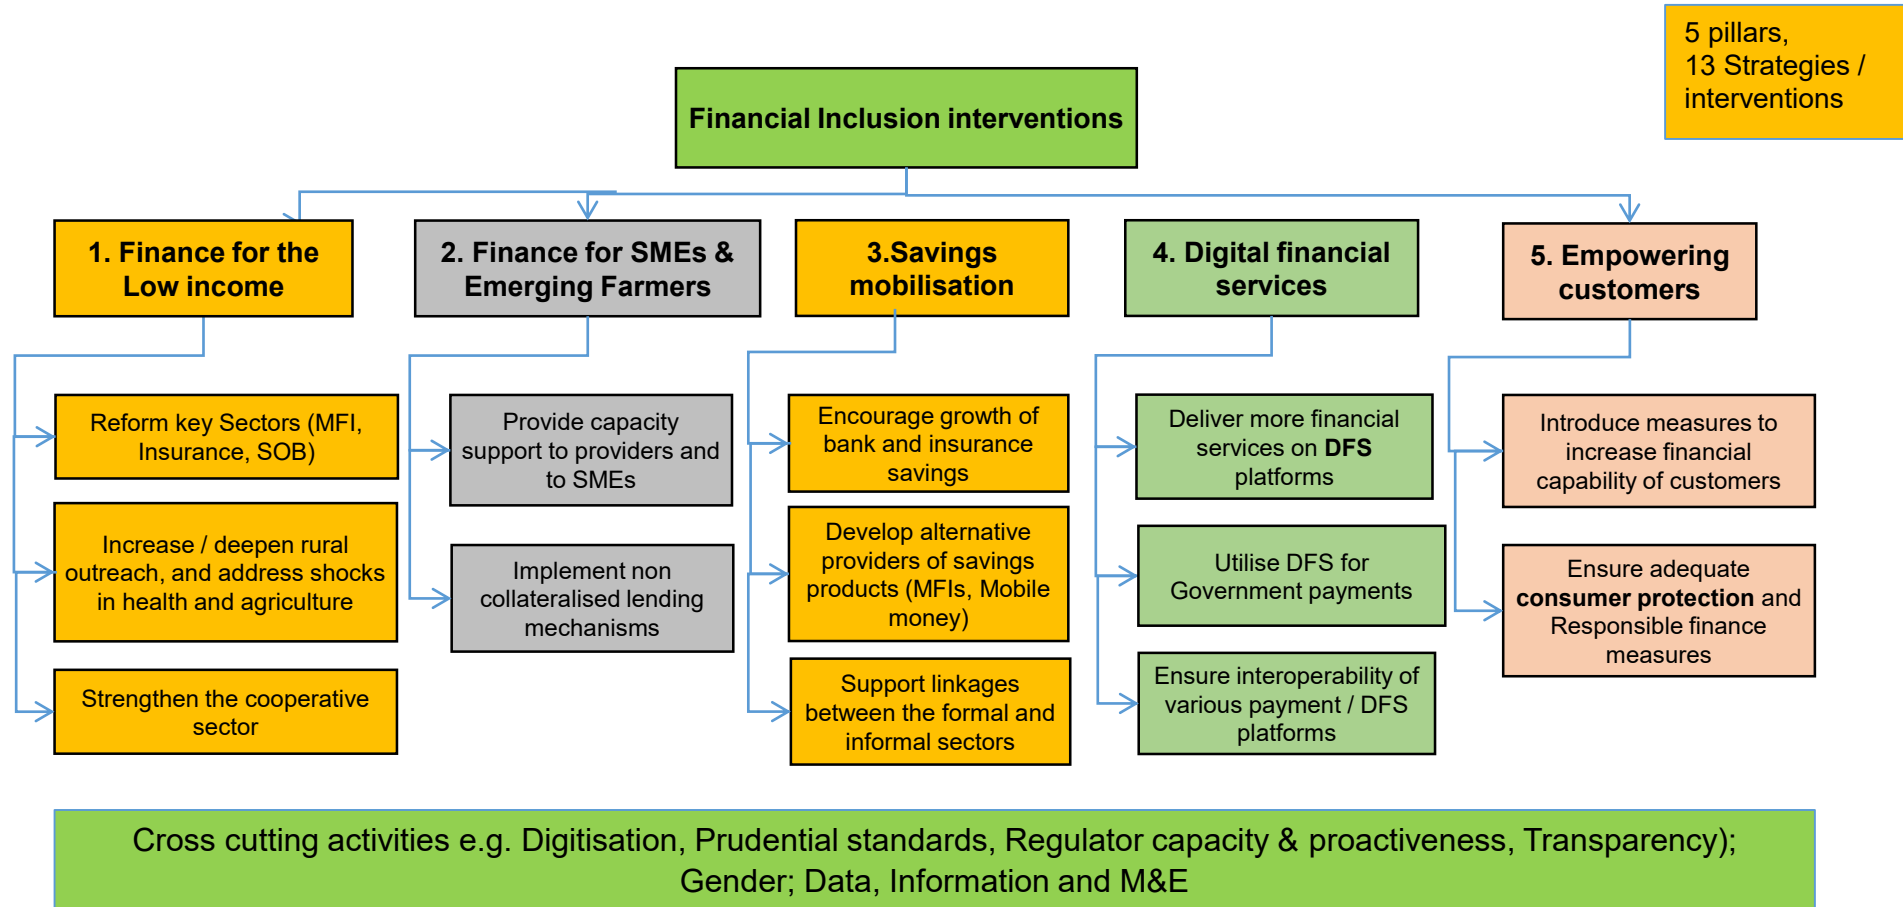 5 pillars,
13 Strategies /
interventions
Financial Inclusion interventions
1. Finance for the
Low income
2. Finance for SMEs &
Emerging Farmers
3.Savings
mobilisation
4. Digital financial
services
5. Empowering
customers
Reform key Sectors (MFI,
Insurance, SOB)
Increase / deepen rural
outreach, and address shocks
in health and agriculture
Strengthen the cooperative
sector
Provide capacity
support to providers and
to SMEs
Implement non
collateralised lending
mechanisms
Encourage growth of
bank and insurance
savings
Develop alternative
providers of savings
products (MFIs, Mobile
money)
Support linkages
between the formal and
informal sectors
Deliver more financial
services on DFS
platforms
Utilise DFS for
Government payments
Ensure interoperability of
various payment / DFS
platforms
Introduce measures to
increase financial
capability of customers
Ensure adequate
consumer protection and
Responsible finance
measures
Cross cutting activities e.g. Digitisation, Prudential standards, Regulator capacity & proactiveness, Transparency);
Gender; Data, Information and M&E